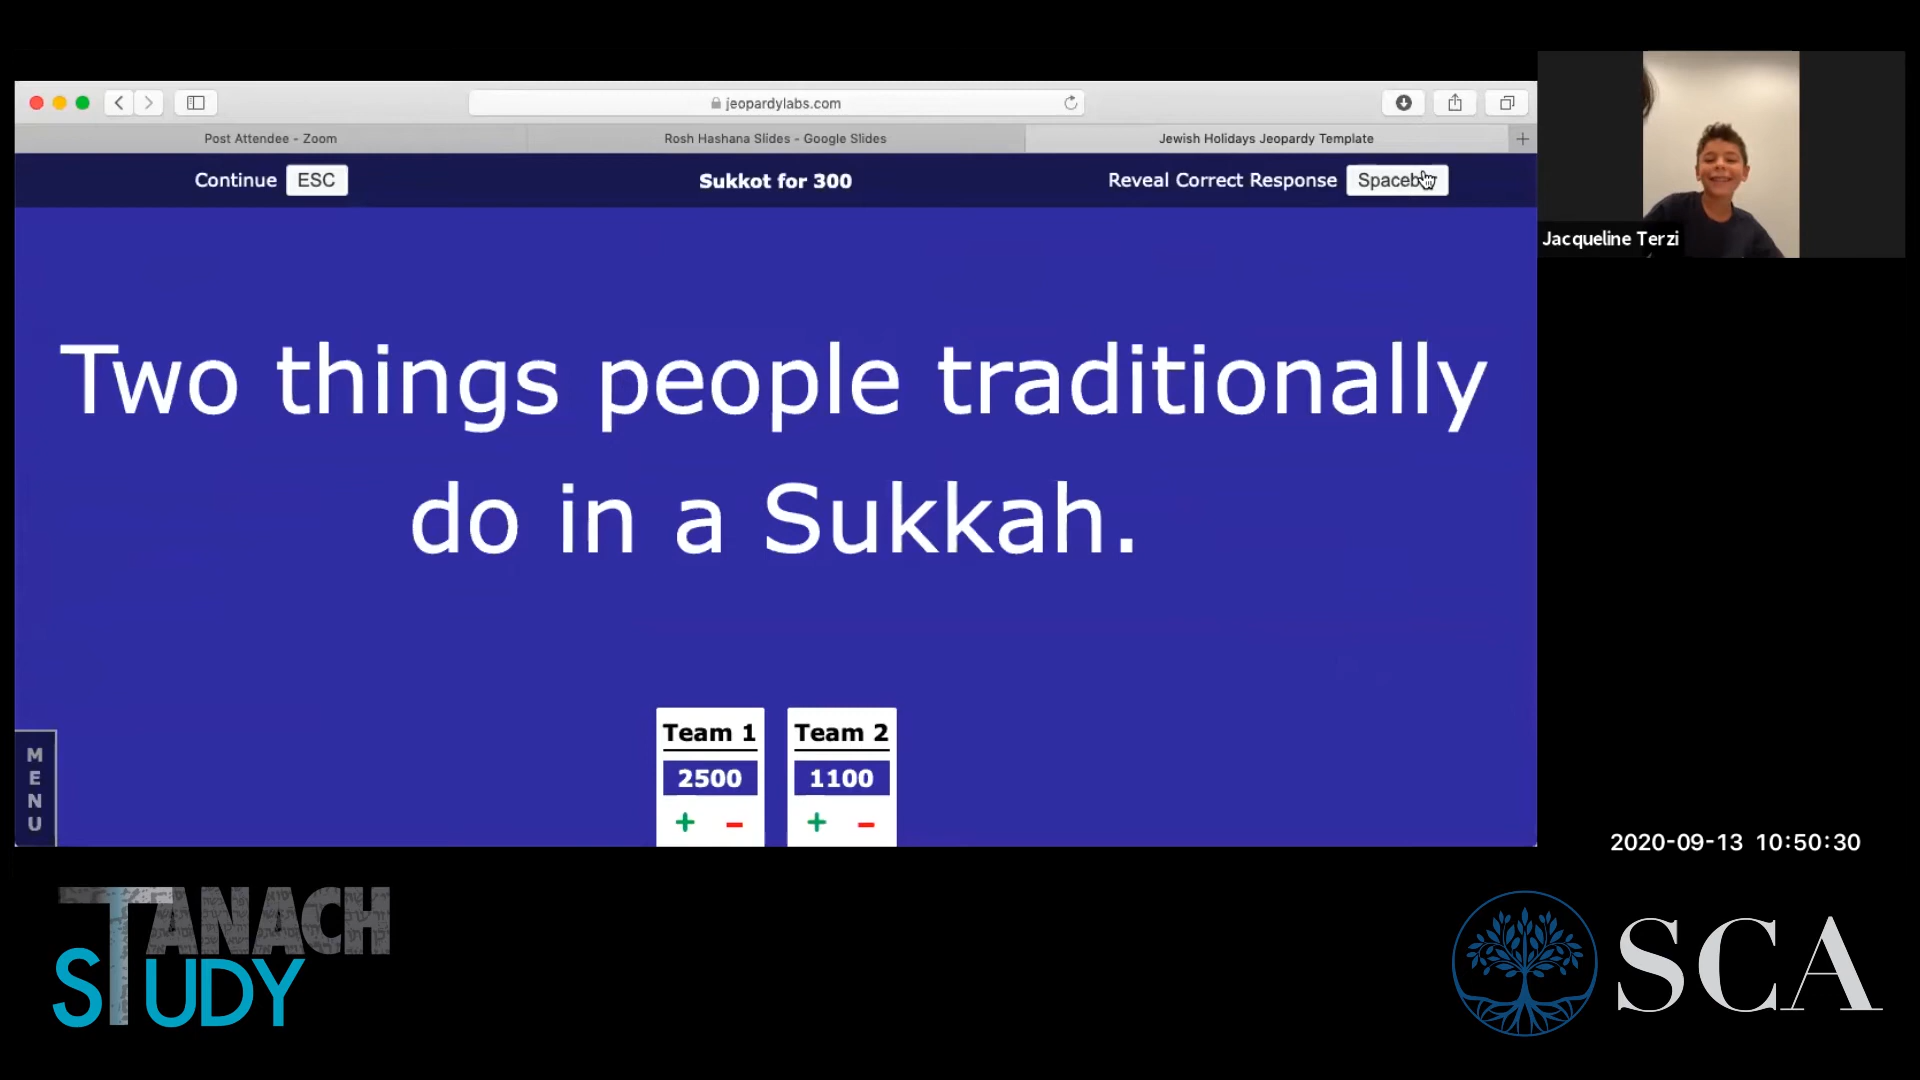 jeopardylabs.com
Post Attendee - Zoom
Rosh Hashana Slides - Google Slides
Jewish Holidays Jeopardy Template
Continue ESC
Sukkot for 300
Reveal Correct Response
Jacqueline Terzi
Two things people traditionally
do in a Sukkah.
Team 1
2500
+ -
Team 2
1100
+ -
MENU
2020-09-13 10:50:30
TANACH
STUDY
SCA